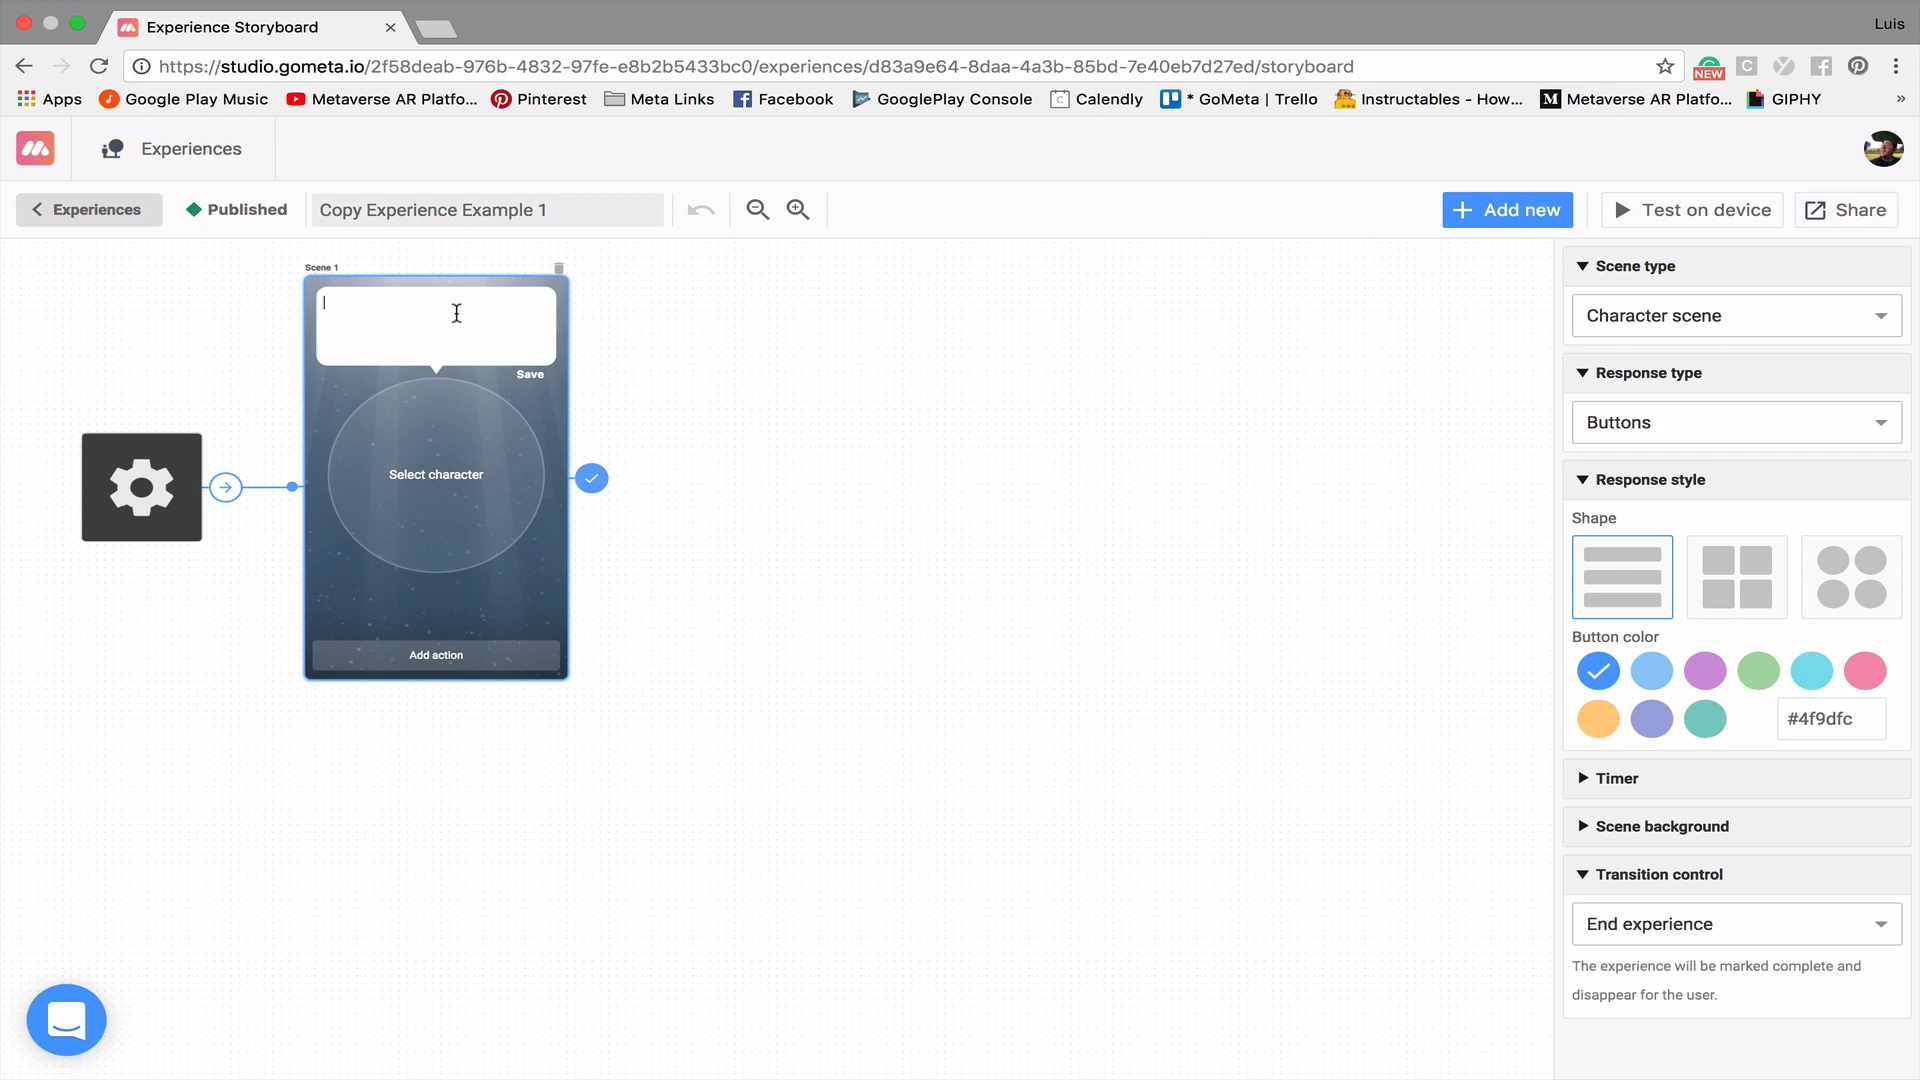 Experience Storyboard
Luis
https://studio.gometa.io/2f58deab-976b-4832-97fe-e8b2b5433bc0/experiences/d83a9e64-8daa-4a3b-85bd-7e40eb7d27ed/storyboard
NEW
C
Apps
Google Play Music
Metaverse AR Platfo...
Pinterest
Meta Links
Facebook
GooglePlay Console
Calendly
* GoMeta | Trello
Instructables - How...
M
Metaverse AR Platfo...
GIPHY
»
Experiences
Experiences
Published
Copy Experience Example 1
Add new
Test on device
Share
Scene 1
Save
Select character
Add action
Scene type
Character scene
Response type
Buttons
Response style
Shape
Button color
#4f9dfc
Timer
Scene background
Transition control
End experience
The experience will be marked complete and
disappear for the user.